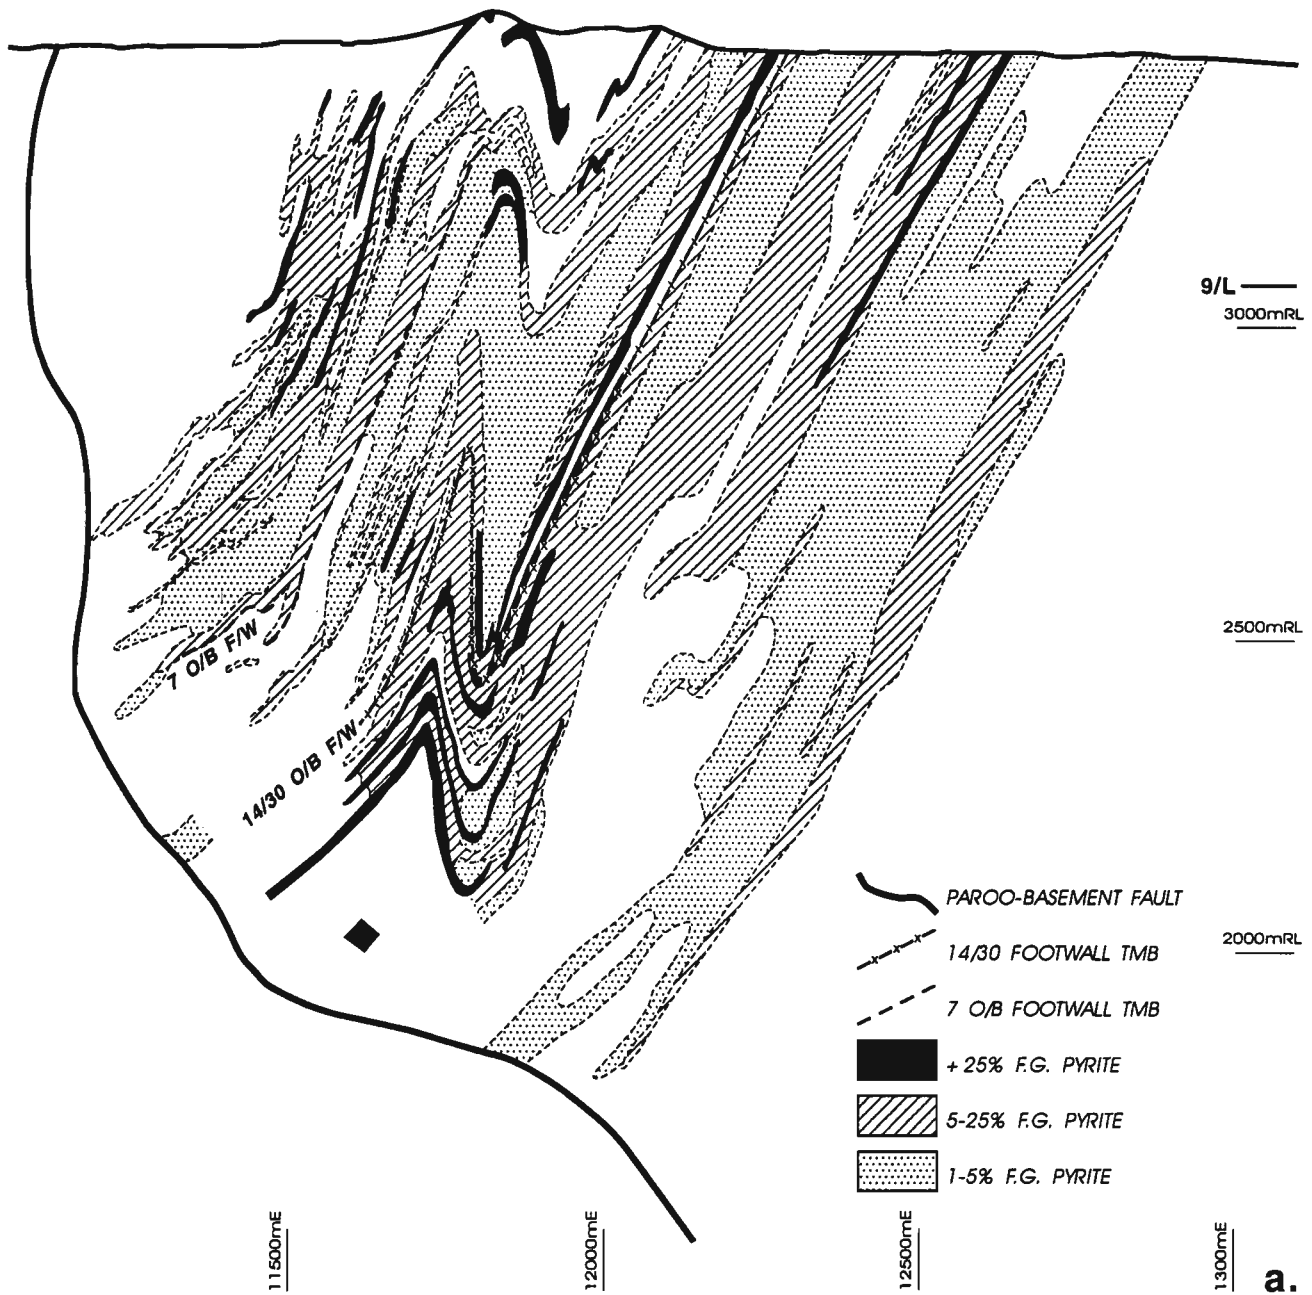 9/L
3000mRL
2500mRL
7 O/B F/W
14/30 O/B F/W
2000mRL
PAROO-BASEMENT FAULT
14/30 FOOTWALL TMB
7 O/B FOOTWALL TMB
+25% F.G. PYRITE
5-25% F.G. PYRITE
1-5% F.G. PYRITE
11500mE
12000mE
12500mE
1300mE
a.